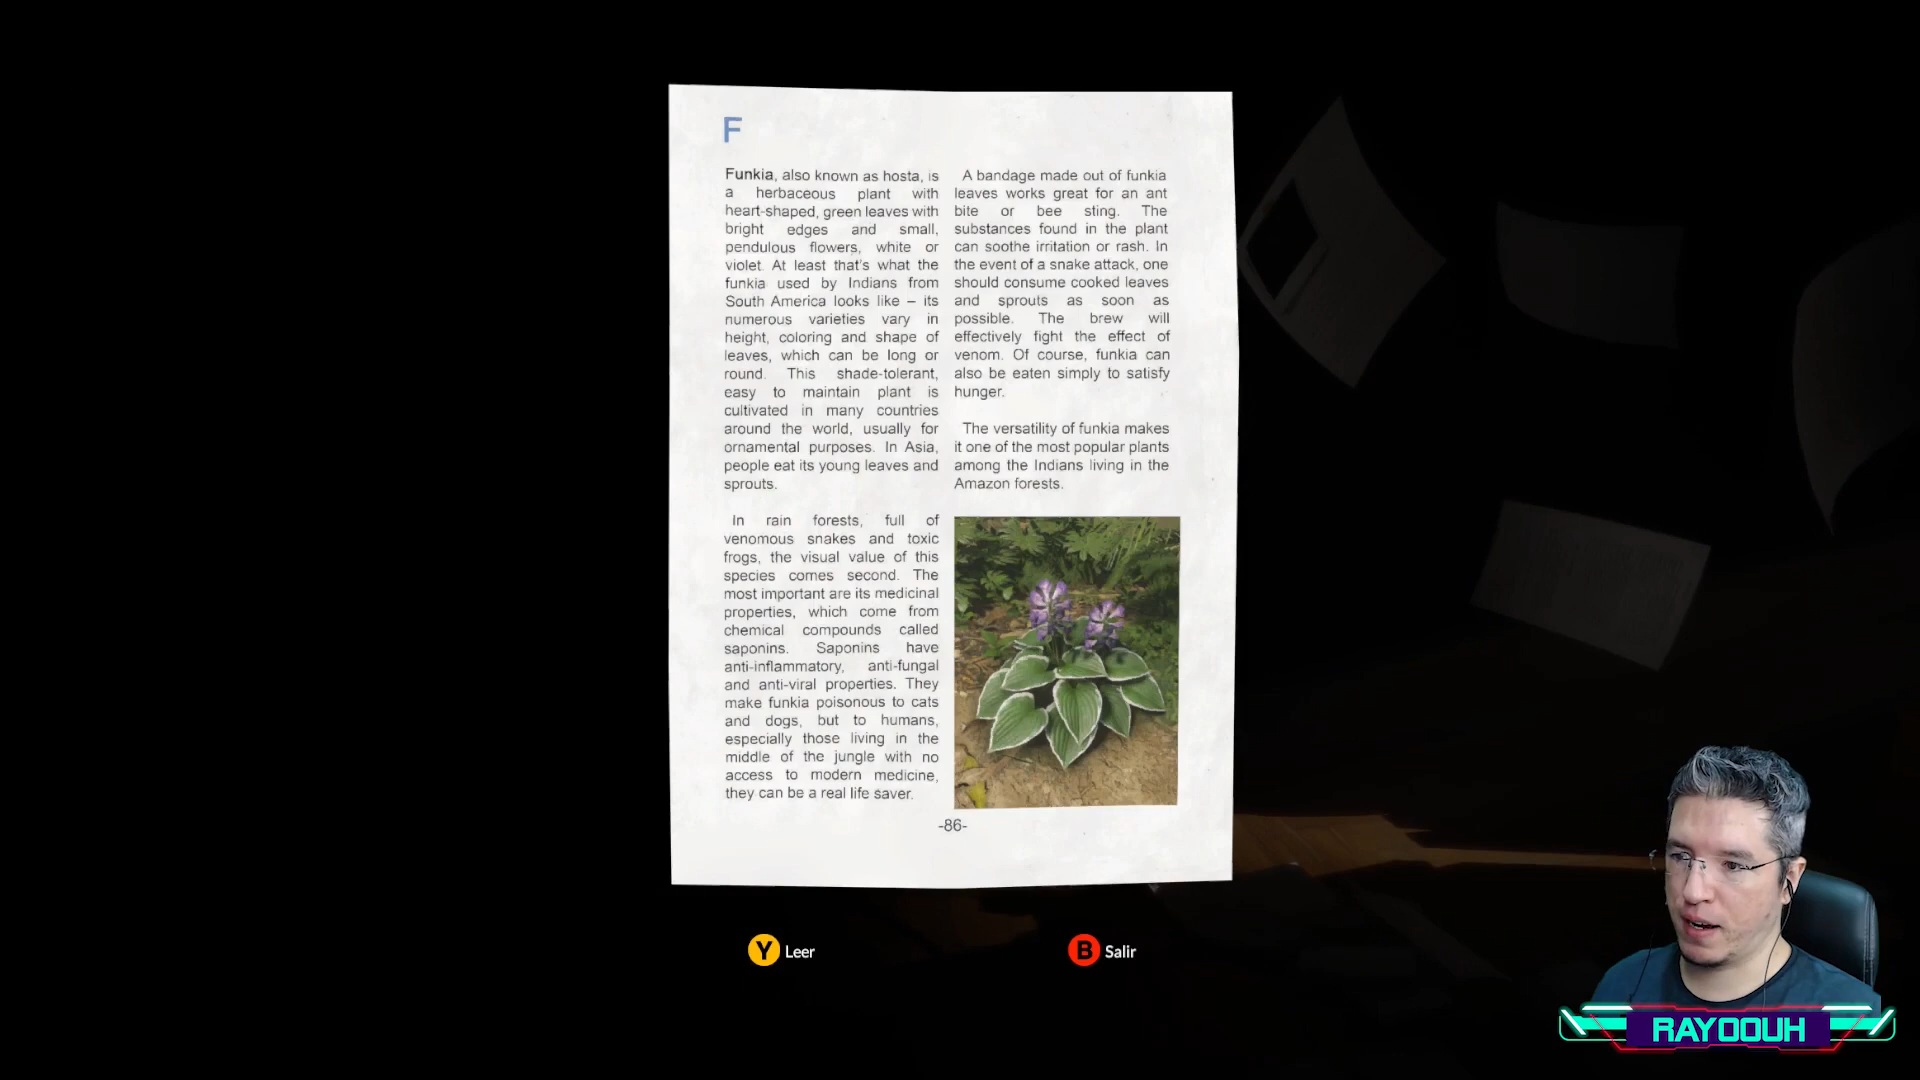 F
Funkia, also known as hosta, is
a herbaceous plant with
heart-shaped, green leaves with
bright edges and small,
pendulous flowers, white or
violet. At least that's what the
funkia used by Indians from
South America looks like – its
numerous varieties vary in
height, coloring and shape of
leaves, which can be long or
round. This shade-tolerant,
easy to maintain plant is
cultivated in many countries
around the world, usually for
ornamental purposes. In Asia,
people eat its young leaves and
sprouts.
In rain forests, full of
venomous snakes and toxic
frogs, the visual value of this
species comes second. The
most important are its medicinal
properties, which come from
chemical compounds called
saponins. Saponins have
anti-inflammatory, anti-fungal
and anti-viral properties. They
make funkia poisonous to cats
and dogs, but to humans,
especially those living in the
middle of the jungle with no
access to modern medicine,
they can be a real life saver.
A bandage made out of funkia
leaves works great for an ant
bite or bee sting. The
substances found in the plant
can soothe irritation or rash. In
the event of a snake attack, one
should consume cooked leaves
and sprouts as soon as
possible. The brew will
effectively fight the effect of
venom. Of course, funkia can
also be eaten simply to satisfy
hunger.
The versatility of funkia makes
it one of the most popular plants
among the Indians living in the
Amazon forests.
-86-
Y Leer
B Salir
RAYOOUH